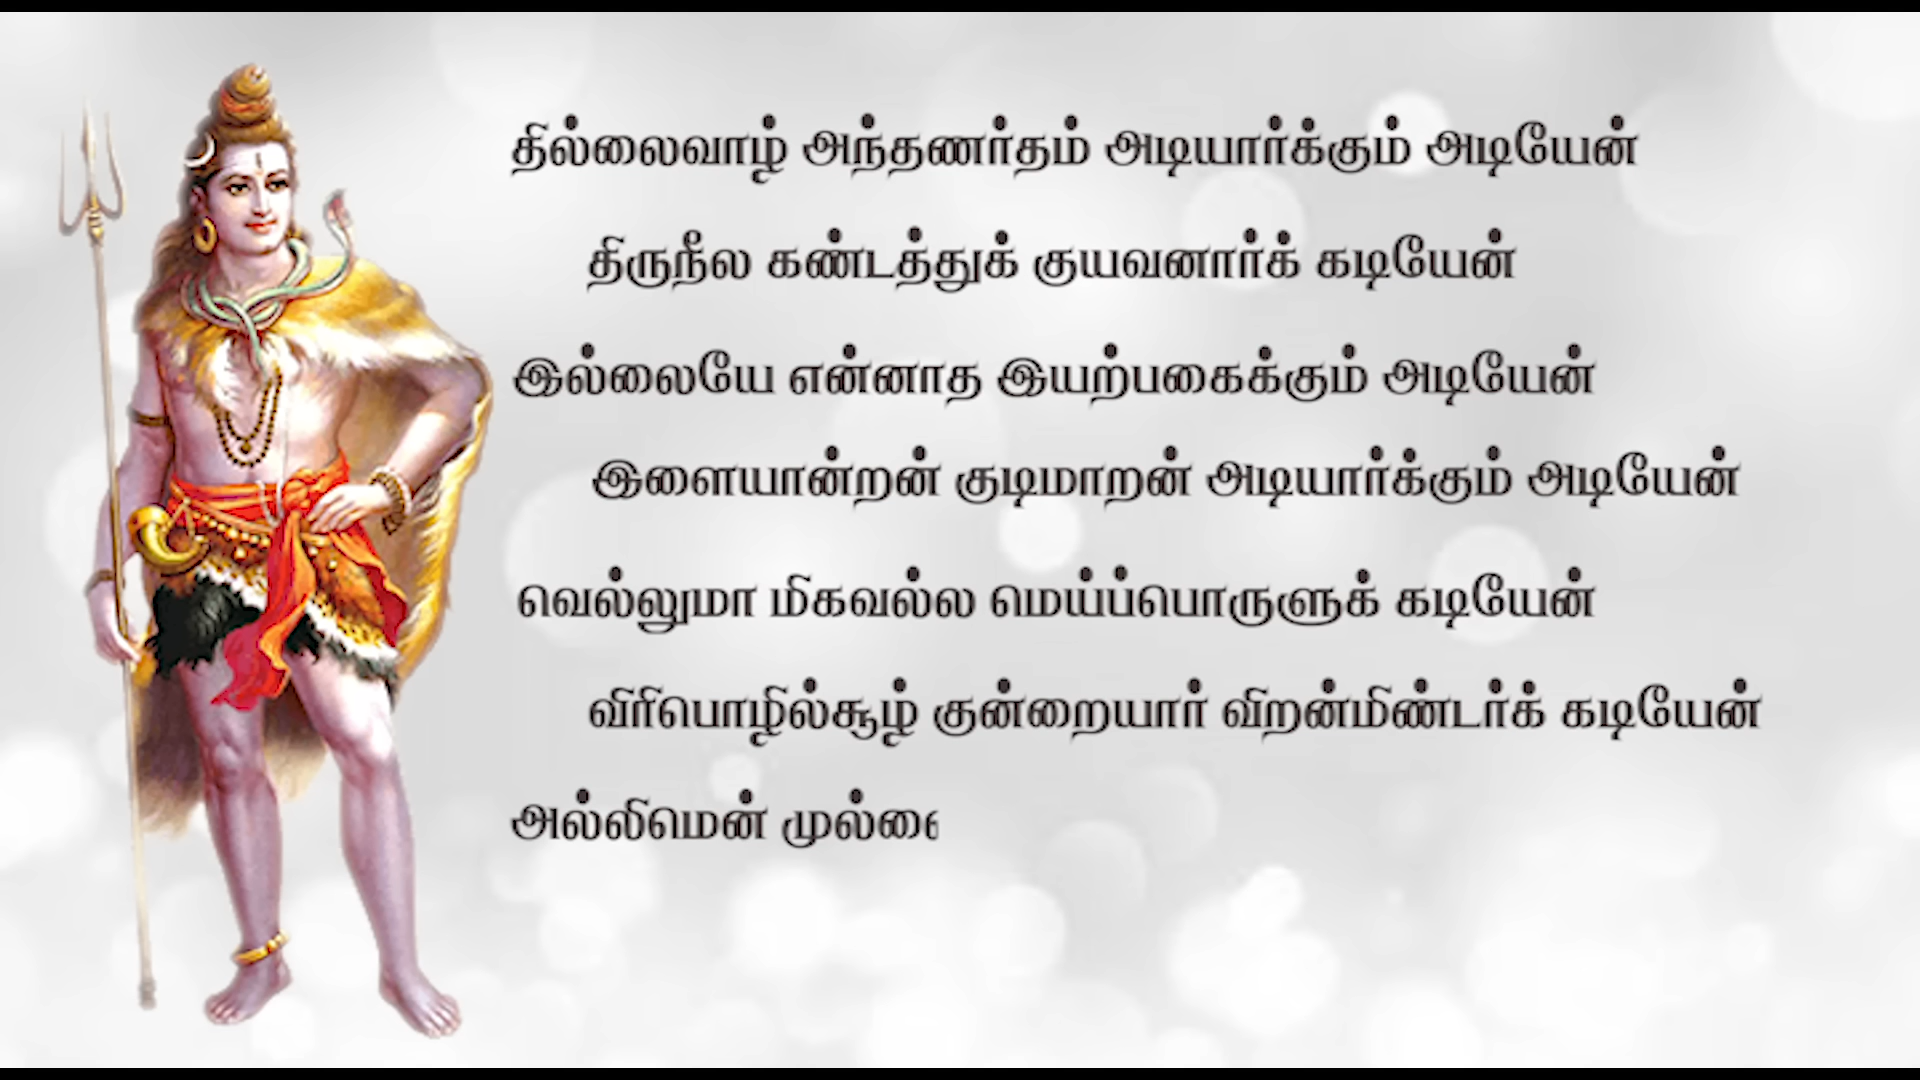 தில்லைவாழ் அந்தணர்தம் அடியார்க்கும் அடியேன்
திருநீல கண்டத்துக் குயவனார்க் கடியேன்
இல்லையே என்னாத இயற்பகைக்கும் அடியேன்
இளையான்றன் குடிமாறன் அடியார்க்கும் அடியேன்
வெல்லுமா மிகவல்ல மெய்ப்பொருளுக் கடியேன்
விரிபொழில்சூழ் குன்றையார் விறன்மிண்டர்க் கடியேன்
அல்லிமென்